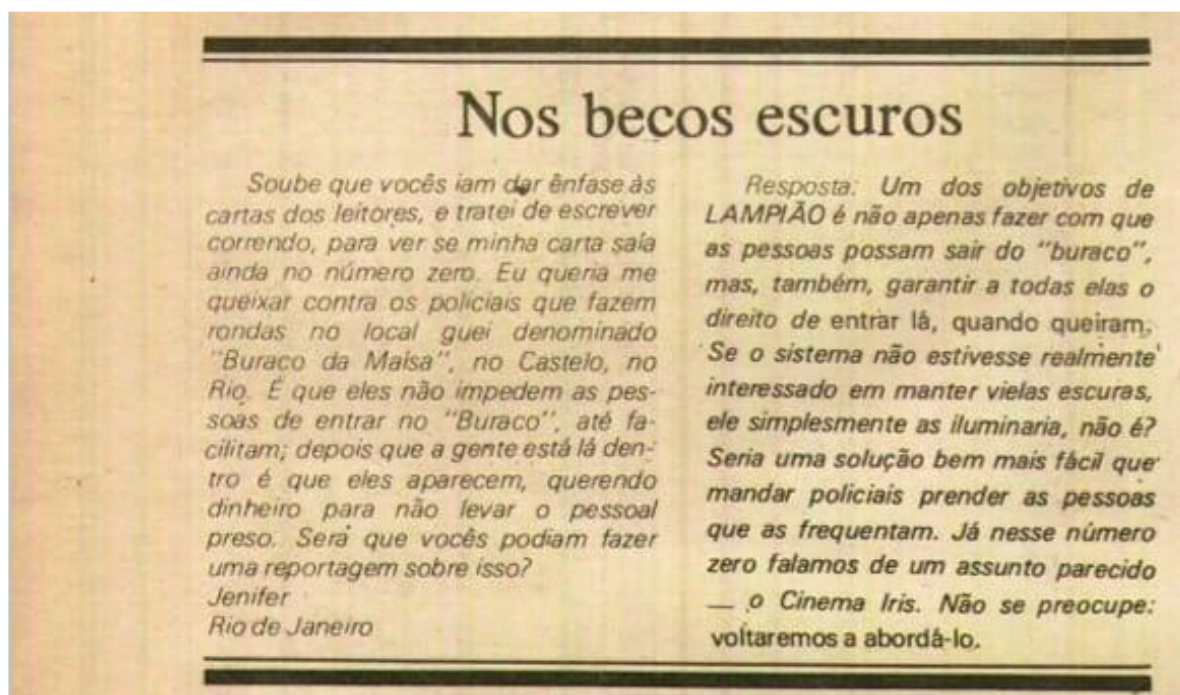 Nos becos escuros
Soube que vocês iam dar ênfase às
cartas dos leitores, e tratei de escrever
correndo, para ver se minha carta saía
ainda no número zero. Eu queria me
queixar contra os policiais que fazem
rondas no local guei denominado
"Buraco da Maísa", no Castelo, no
Rio. É que eles não impedem as pes-
soas de entrar no "Buraco", até fa-
cilitam; depois que a gente está lá den-
tro é que eles aparecem, querendo
dinheiro para não levar o pessoal
preso. Será que vocês podiam fazer
uma reportagem sobre isso?
Jenifer
Rio de Janeiro
Resposta: Um dos objetivos de
LAMPIÃO é não apenas fazer com que
as pessoas possam sair do "buraco",
mas, também, garantir a todas elas o
direito de entrar lá, quando queiram.
Se o sistema não estivesse realmente
interessado em manter vielas escuras,
ele simplesmente as iluminaria, não é?
Seria uma solução bem mais fácil que
mandar policiais prender as pessoas
que as frequentam. Já nesse número
zero falamos de um assunto parecido
— o Cinema Iris. Não se preocupe:
voltaremos a abordá-lo.